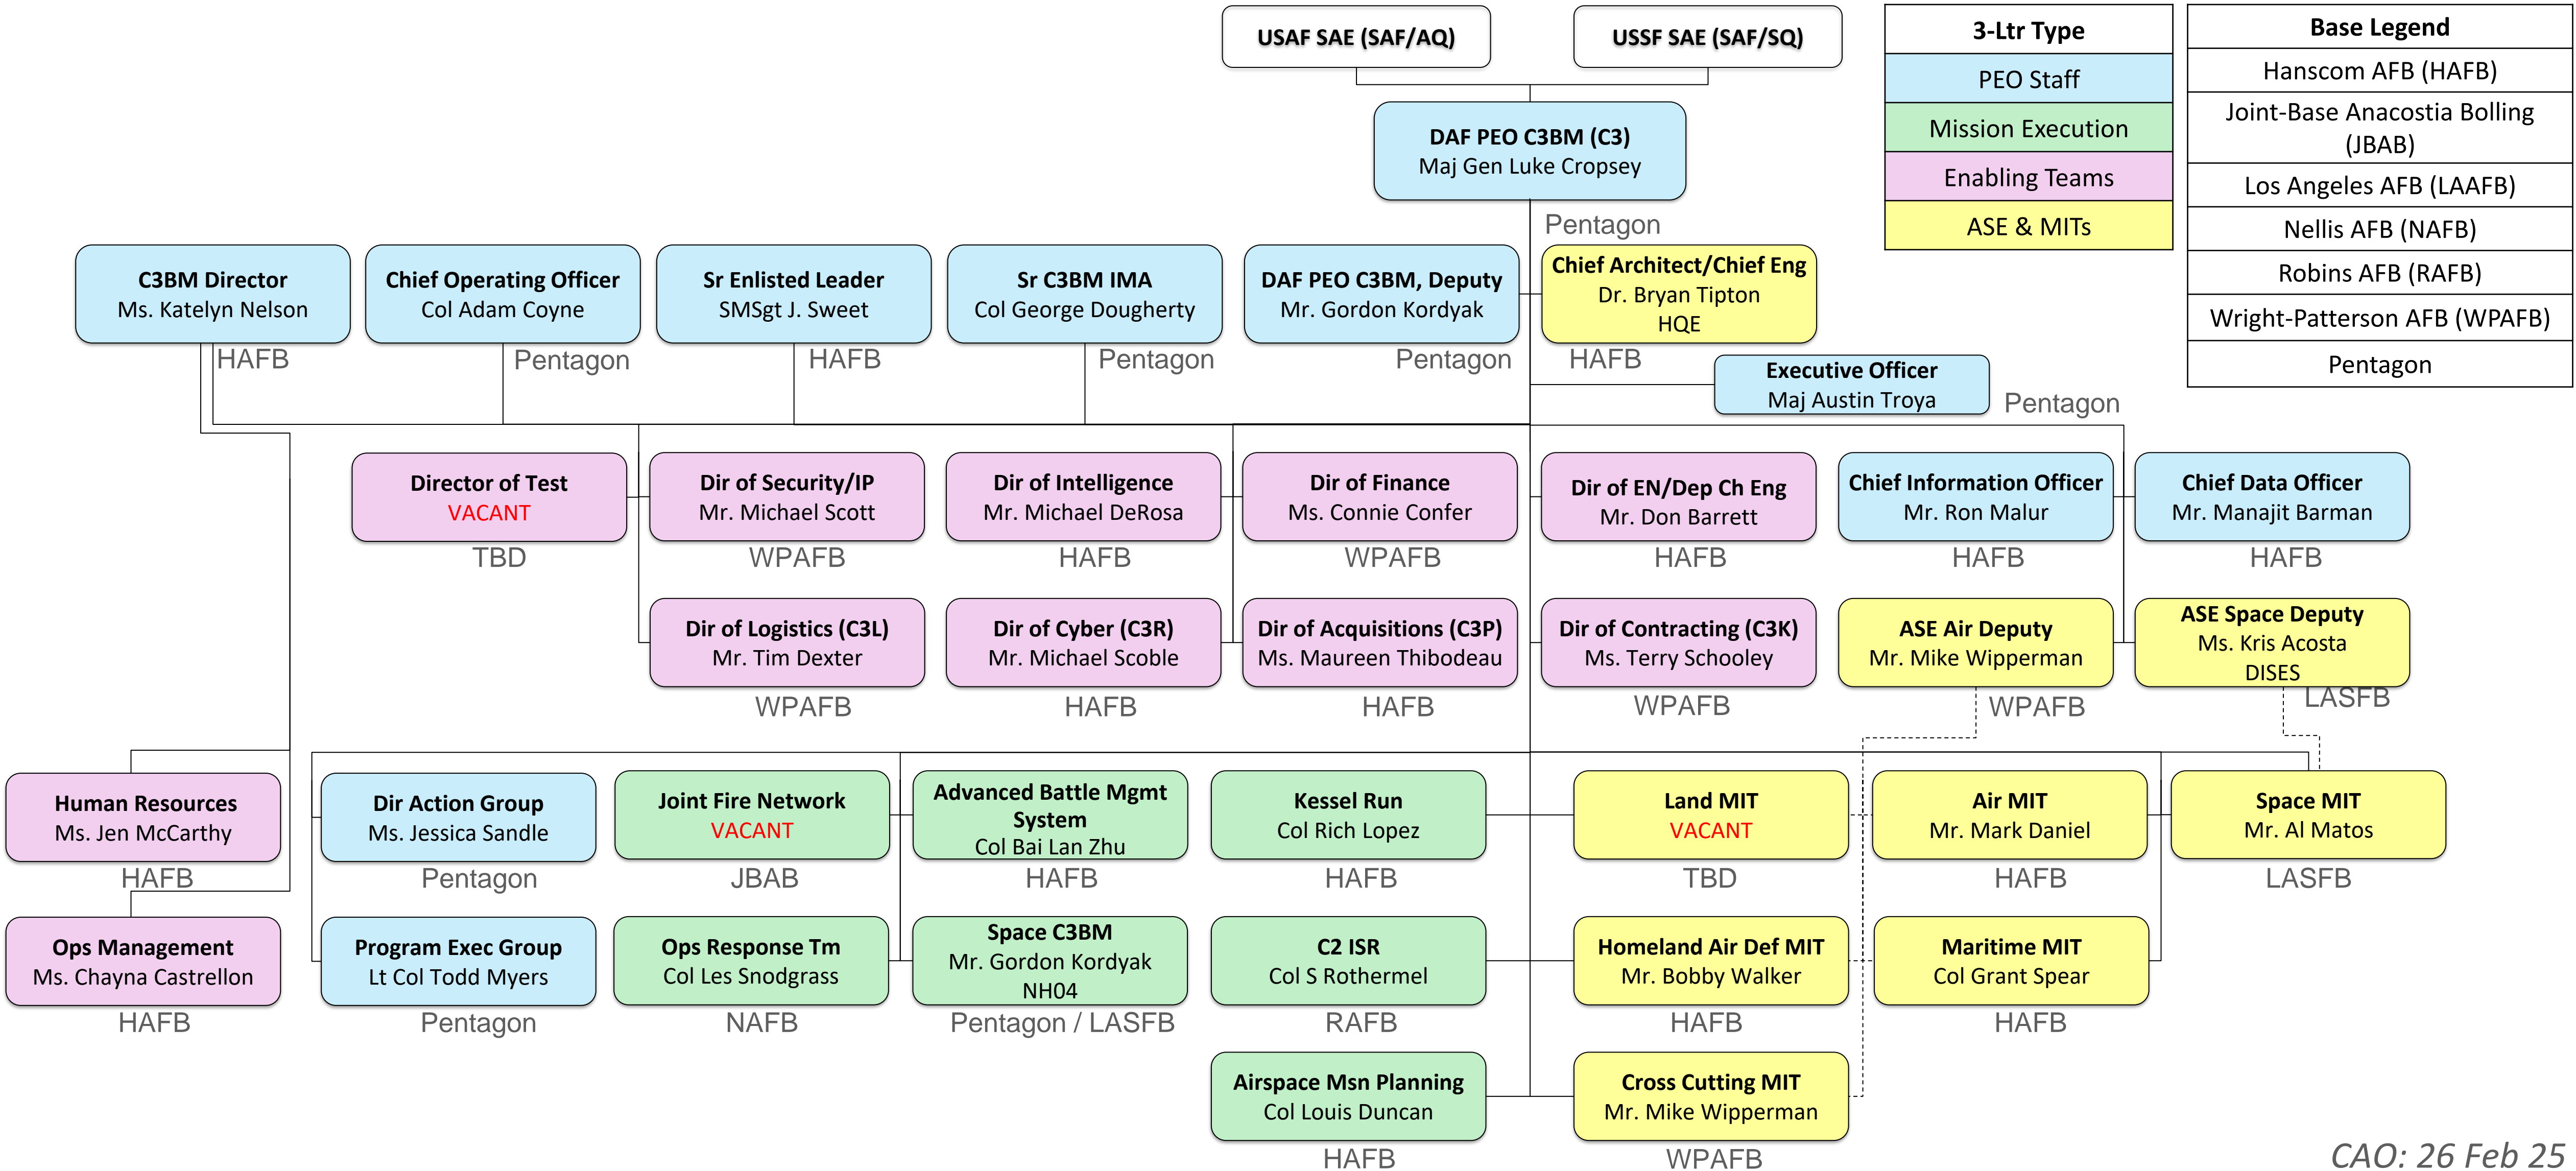 USAF SAE (SAF/AQ)
USSF SAE (SAF/SQ)
3-Ltr Type
PEO Staff
Mission Execution
Enabling Teams
ASE & MITs
Base Legend
Hanscom AFB (HAFB)
Joint-Base Anacostia Bolling
(JBAB)
Los Angeles AFB (LAAFB)
Nellis AFB (NAFB)
Robins AFB (RAFB)
Wright-Patterson AFB (WPAFB)
Pentagon
DAF PEO C3BM (C3)
Maj Gen Luke Cropsey
Pentagon
C3BM Director
Ms. Katelyn Nelson
HAFB
Chief Operating Officer
Col Adam Coyne
Pentagon
Sr Enlisted Leader
SMSgt J. Sweet
HAFB
Sr C3BM IMA
Col George Dougherty
Pentagon
DAF PEO C3BM, Deputy
Mr. Gordon Kordyak
Pentagon
Chief Architect/Chief Eng
Dr. Bryan Tipton
HQE
HAFB
Executive Officer
Maj Austin Troya
Pentagon
Director of Test
VACANT
TBD
Dir of Security/IP
Mr. Michael Scott
WPAFB
Dir of Intelligence
Mr. Michael DeRosa
HAFB
Dir of Finance
Ms. Connie Confer
WPAFB
Dir of EN/Dep Ch Eng
Mr. Don Barrett
HAFB
Chief Information Officer
Mr. Ron Malur
HAFB
Chief Data Officer
Mr. Manajit Barman
HAFB
Dir of Logistics (C3L)
Mr. Tim Dexter
WPAFB
Dir of Cyber (C3R)
Mr. Michael Scoble
HAFB
Dir of Acquisitions (C3P)
Ms. Maureen Thibodeau
HAFB
Dir of Contracting (C3K)
Ms. Terry Schooley
WPAFB
ASE Air Deputy
Mr. Mike Wipperman
WPAFB
ASE Space Deputy
Ms. Kris Acosta
DISES
LASFB
Human Resources
Ms. Jen McCarthy
HAFB
Dir Action Group
Ms. Jessica Sandle
Pentagon
Joint Fire Network
VACANT
JBAB
Advanced Battle Mgmt
System
Col Bai Lan Zhu
HAFB
Kessel Run
Col Rich Lopez
HAFB
Land MIT
VACANT
TBD
Air MIT
Mr. Mark Daniel
HAFB
Space MIT
Mr. Al Matos
LASFB
Ops Management
Ms. Chayna Castrellon
HAFB
Program Exec Group
Lt Col Todd Myers
Pentagon
Ops Response Tm
Col Les Snodgrass
NAFB
Space C3BM
Mr. Gordon Kordyak
NH04
Pentagon / LASFB
C2 ISR
Col S Rothermel
RAFB
Homeland Air Def MIT
Mr. Bobby Walker
HAFB
Maritime MIT
Col Grant Spear
HAFB
Airspace Msn Planning
Col Louis Duncan
HAFB
Cross Cutting MIT
Mr. Mike Wipperman
WPAFB
CAO: 26 Feb 25